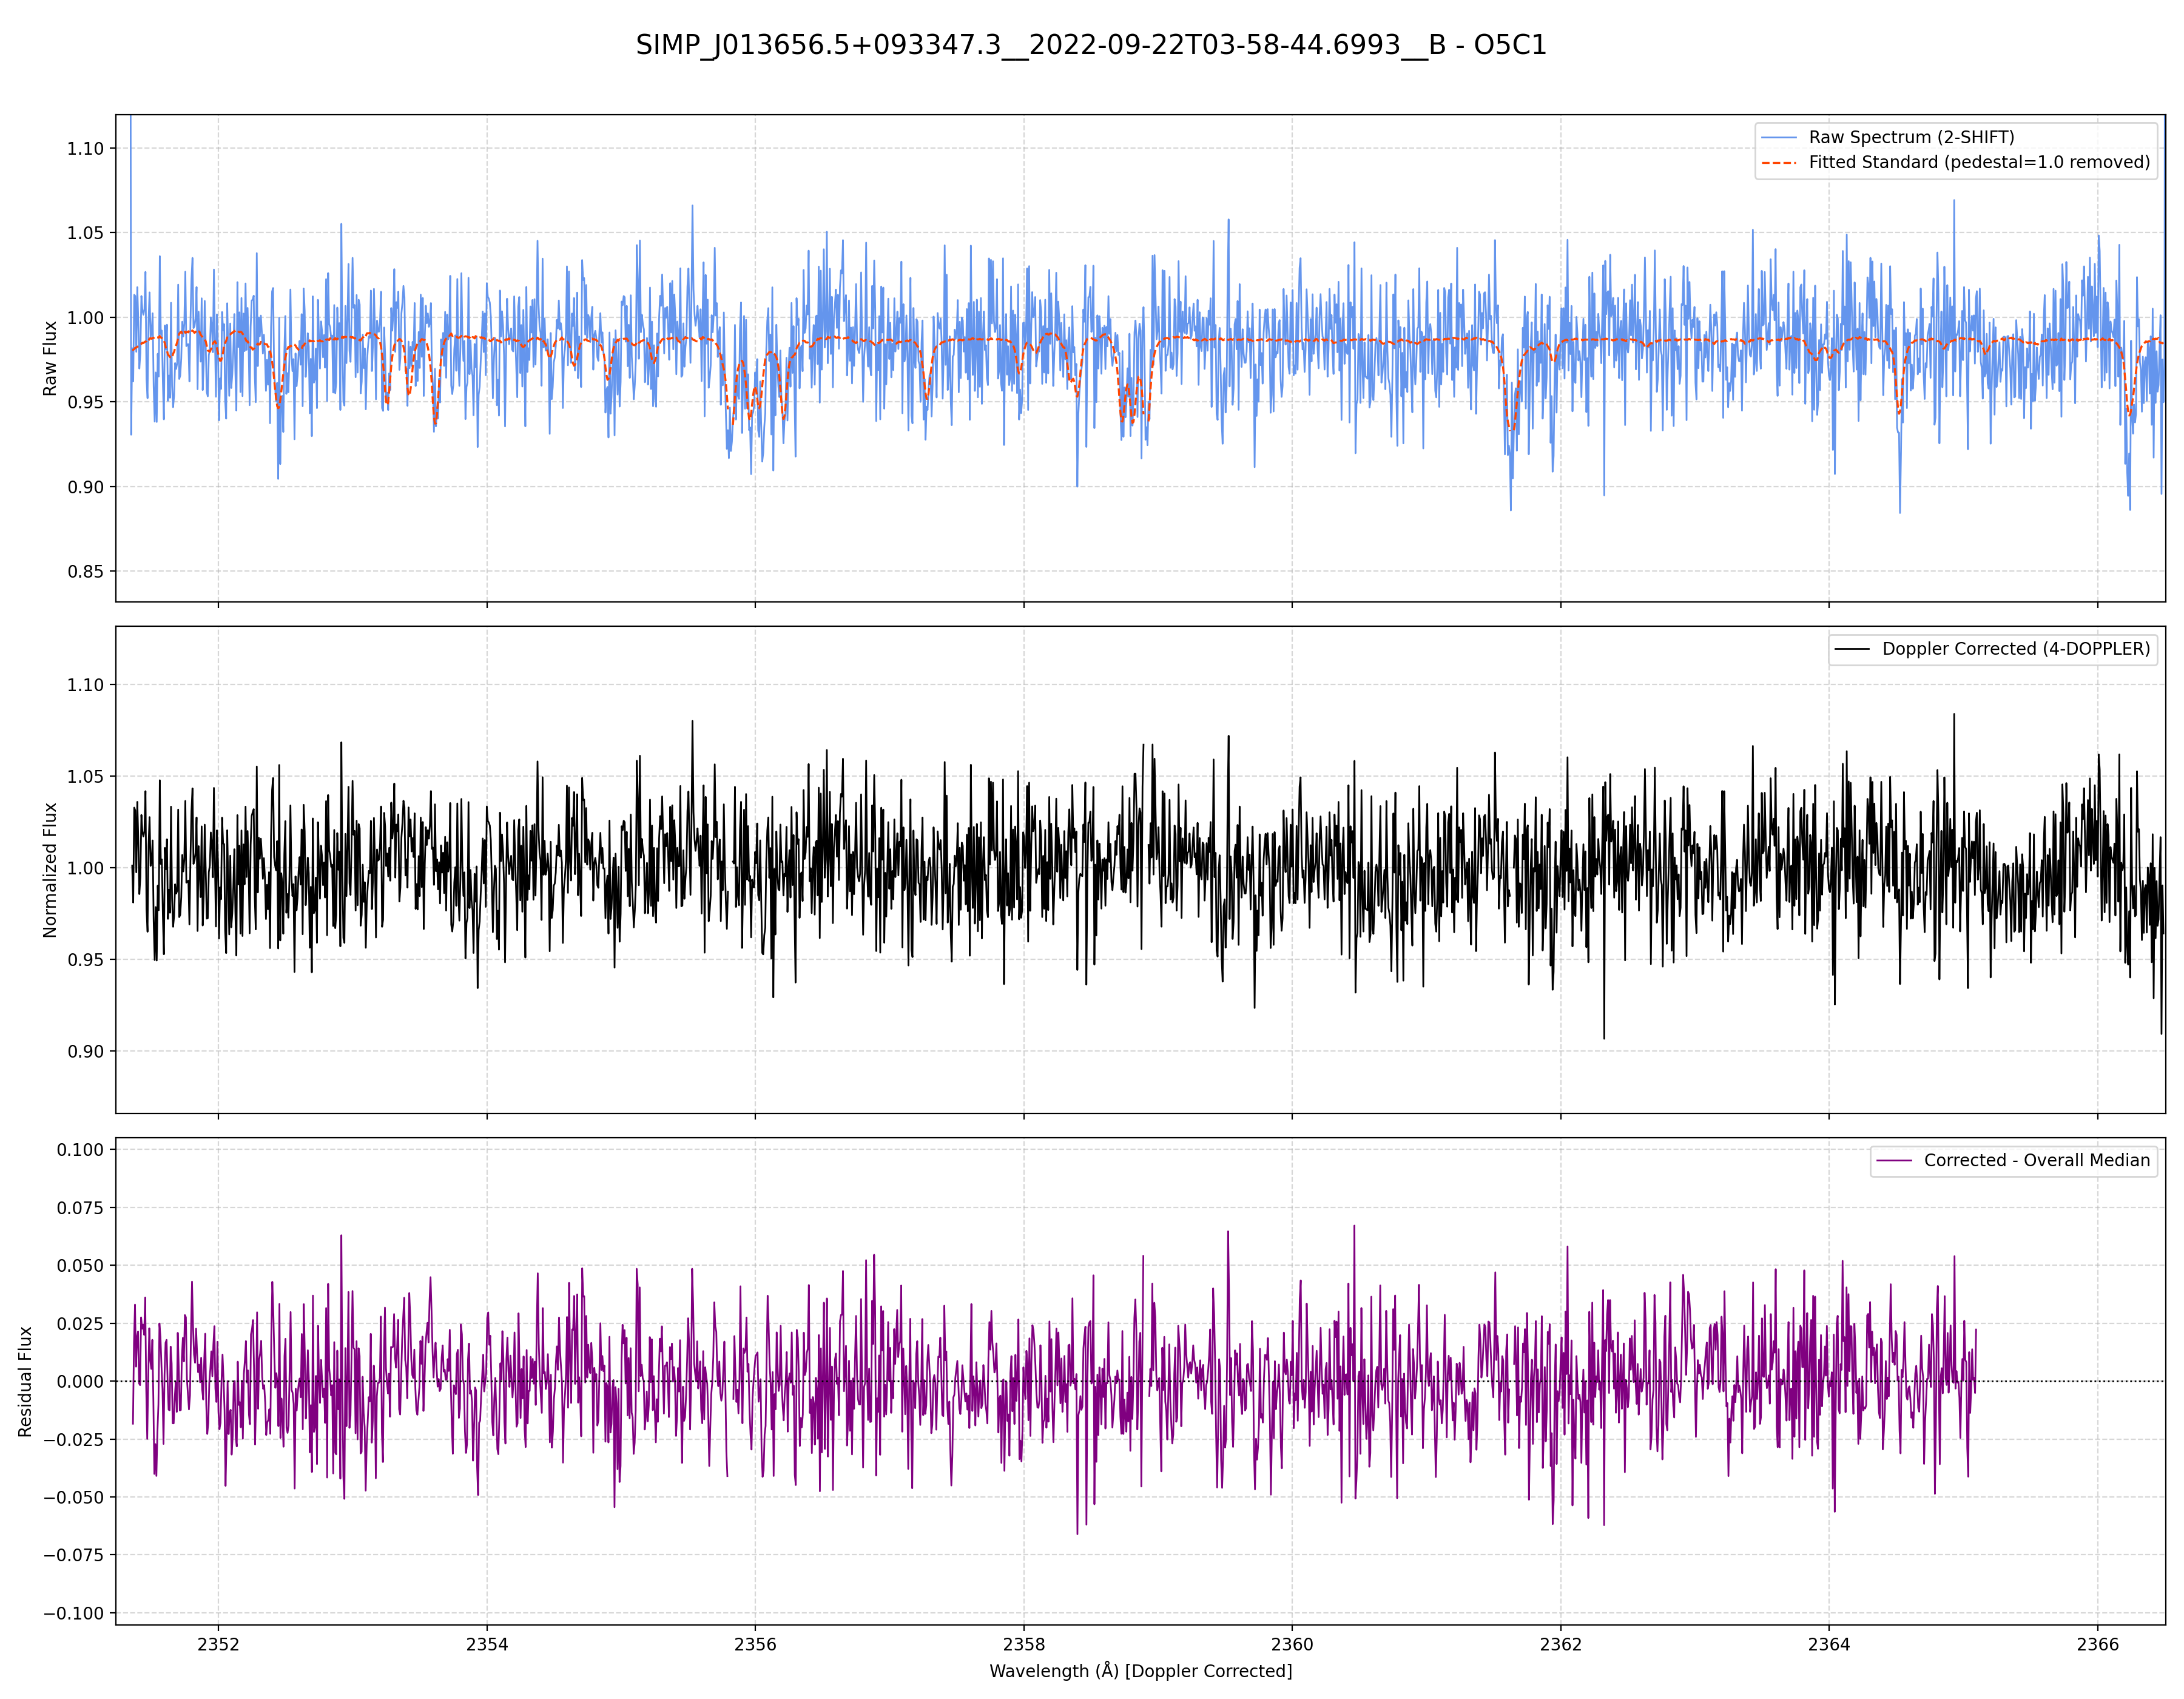 SIMP_J013656.5+093347.3__2022-09-22T03-58-44.6993__B - O5C1
Raw Flux
1.10
1.05
1.00
0.95
0.90
0.85
Raw Spectrum (2-SHIFT)
Fitted Standard (pedestal=1.0 removed)
Normalized Flux
1.10
1.05
1.00
0.95
0.90
Doppler Corrected (4-DOPPLER)
Residual Flux
0.100
0.075
0.050
0.025
0.000
−0.025
−0.050
−0.075
−0.100
Corrected - Overall Median
2352 2354 2356 2358 2360 2362 2364 2366
Wavelength (Å) [Doppler Corrected]